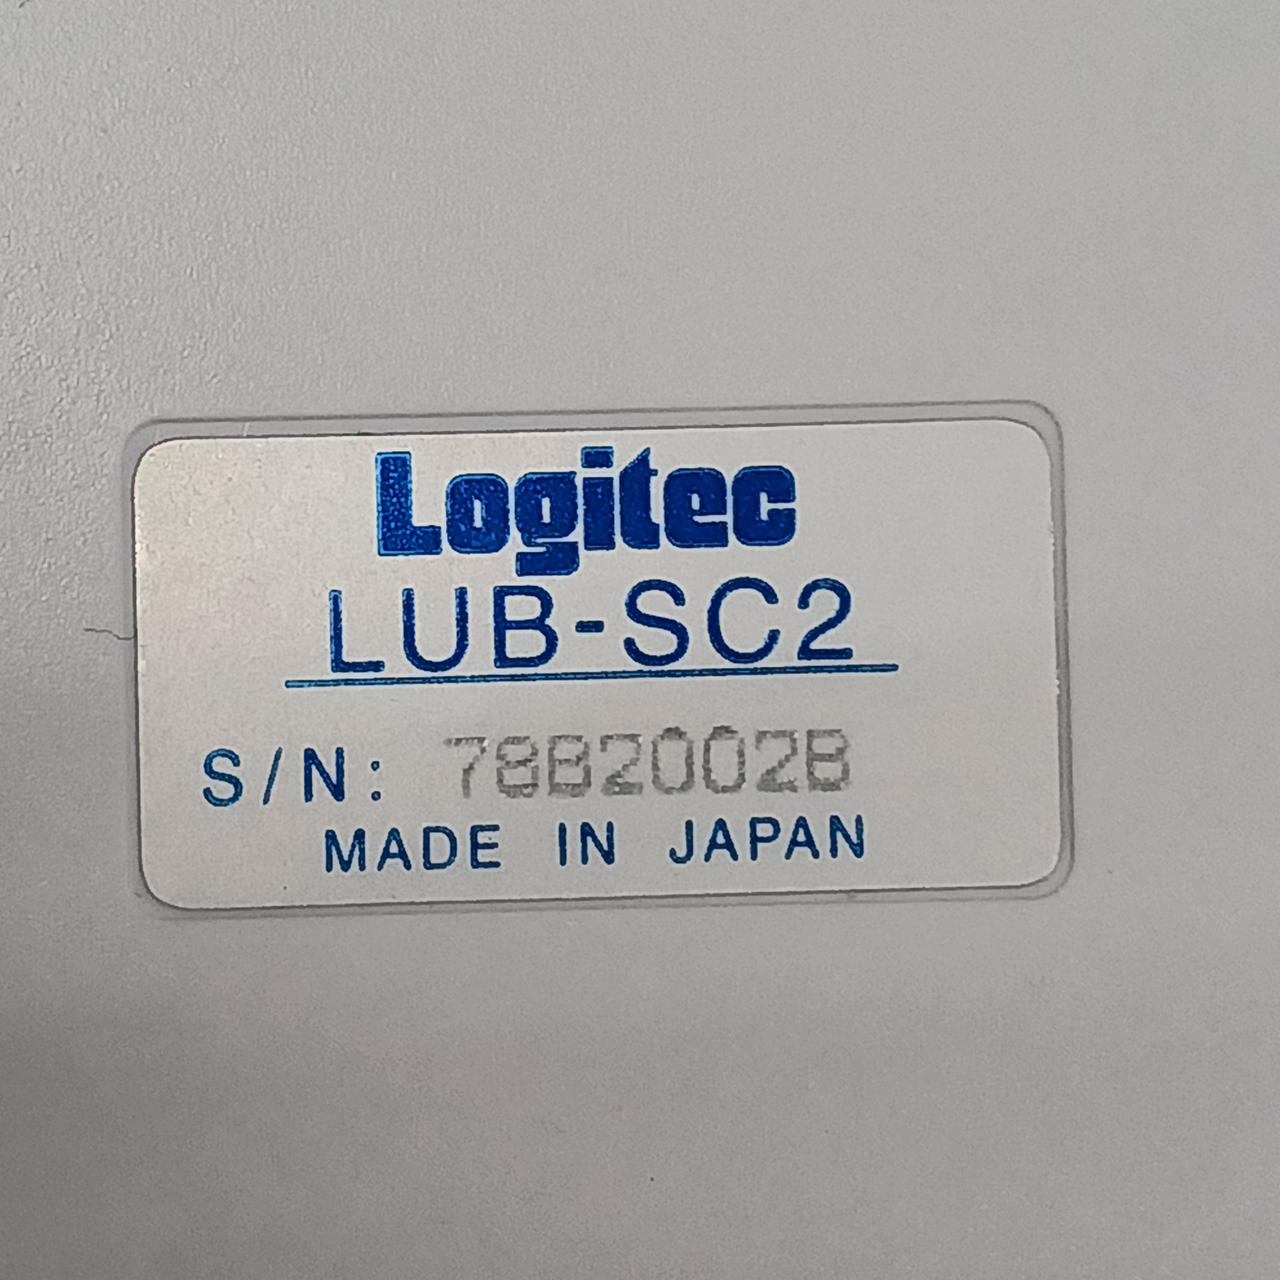 Logitec
LUB-SC2
S/N: 78B2002B
MADE IN JAPAN